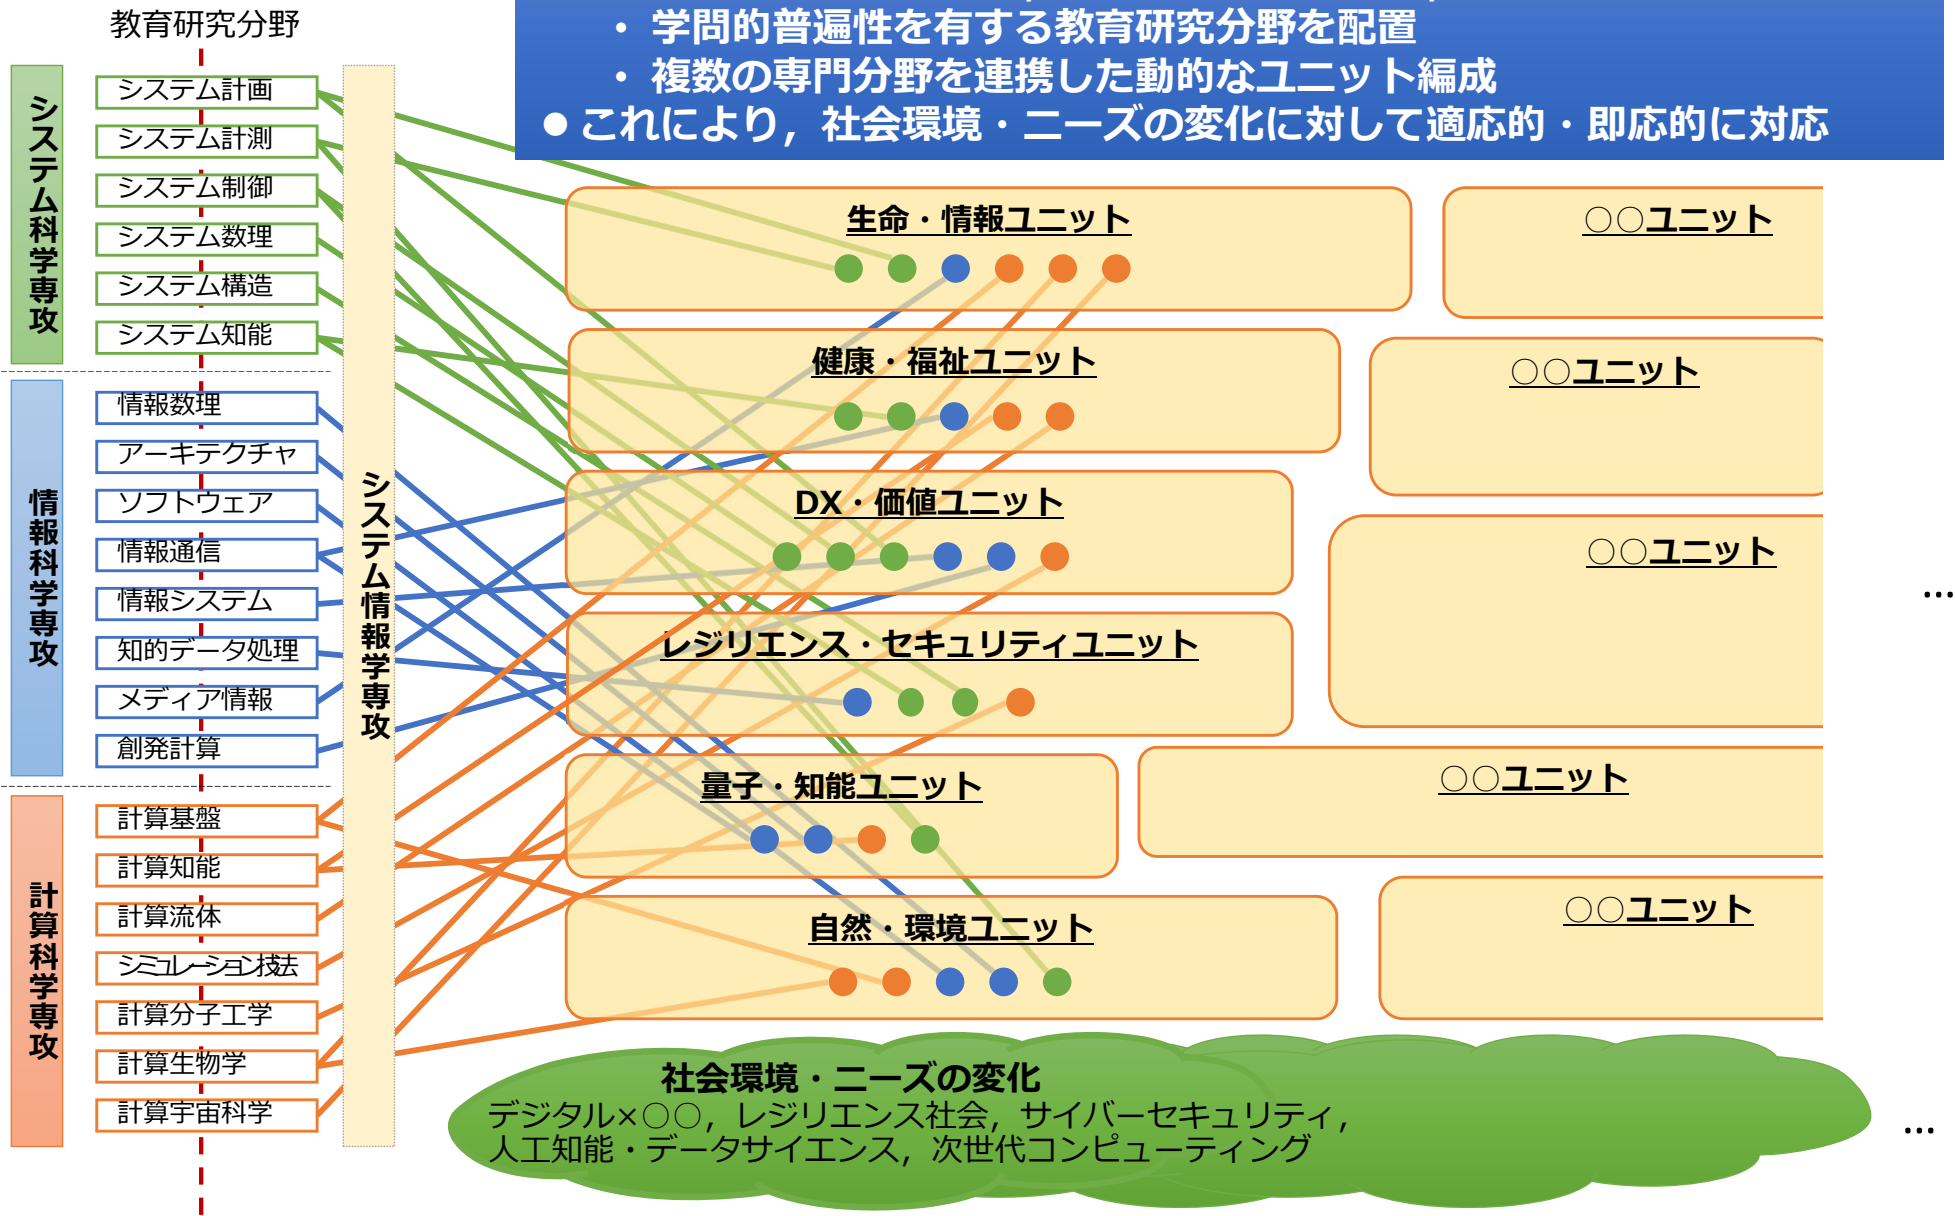 教育研究分野
・ 学問的普遍性を有する教育研究分野を配置
・ 複数の専門分野を連携した動的なユニット編成
● これにより，社会環境・ニーズの変化に対して適応的・即応的に対応
システム科学専攻
システム計画
システム計測
システム制御
システム数理
システム構造
システム知能
情報科学専攻
情報数理
アーキテクチャ
ソフトウェア
情報通信
情報システム
知的データ処理
メディア情報
創発計算
計算科学専攻
計算基盤
計算知能
計算流体
シミュレーション技法
計算分子工学
計算生物学
計算宇宙科学
システム情報学専攻
生命・情報ユニット
○○ユニット
健康・福祉ユニット
○○ユニット
DX・価値ユニット
○○ユニット
レジリエンス・セキュリティユニット
量子・知能ユニット
○○ユニット
自然・環境ユニット
○○ユニット
…
社会環境・ニーズの変化
デジタル×○○，レジリエンス社会，サイバーセキュリティ，
人工知能・データサイエンス，次世代コンピューティング
…